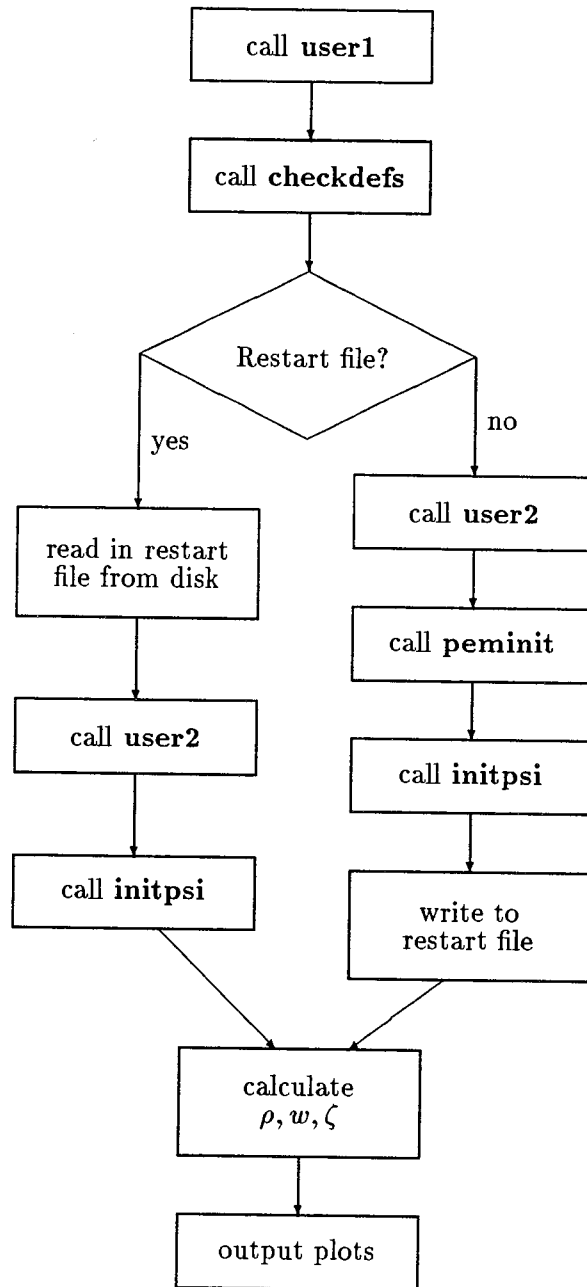 call user1
call checkdefs
Restart file?
yes
no
read in restart
file from disk
call user2
call initpsi
call user2
call peminit
call initpsi
write to
restart file
calculate
ρ, w, ζ
output plots